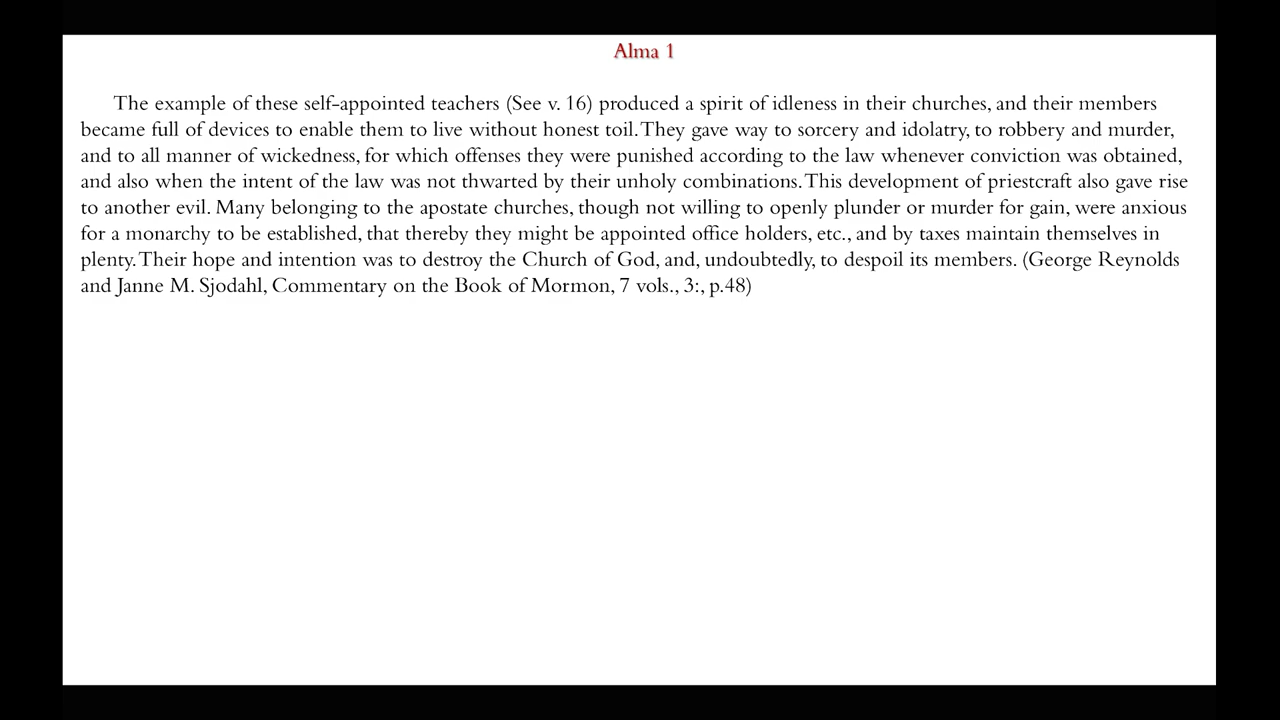 Alma 1
The example of these self-appointed teachers (See v. 16) produced a spirit of idleness in their churches, and their members
became full of devices to enable them to live without honest toil. They gave way to sorcery and idolatry, to robbery and murder,
and to all manner of wickedness, for which offenses they were punished according to the law whenever conviction was obtained,
and also when the intent of the law was not thwarted by their unholy combinations. This development of priestcraft also gave rise
to another evil. Many belonging to the apostate churches, though not willing to openly plunder or murder for gain, were anxious
for a monarchy to be established, that thereby they might be appointed office holders, etc., and by taxes maintain themselves in
plenty. Their hope and intention was to destroy the Church of God, and, undoubtedly, to despoil its members. (George Reynolds
and Janne M. Sjodahl, Commentary on the Book of Mormon, 7 vols., 3:, p.48)